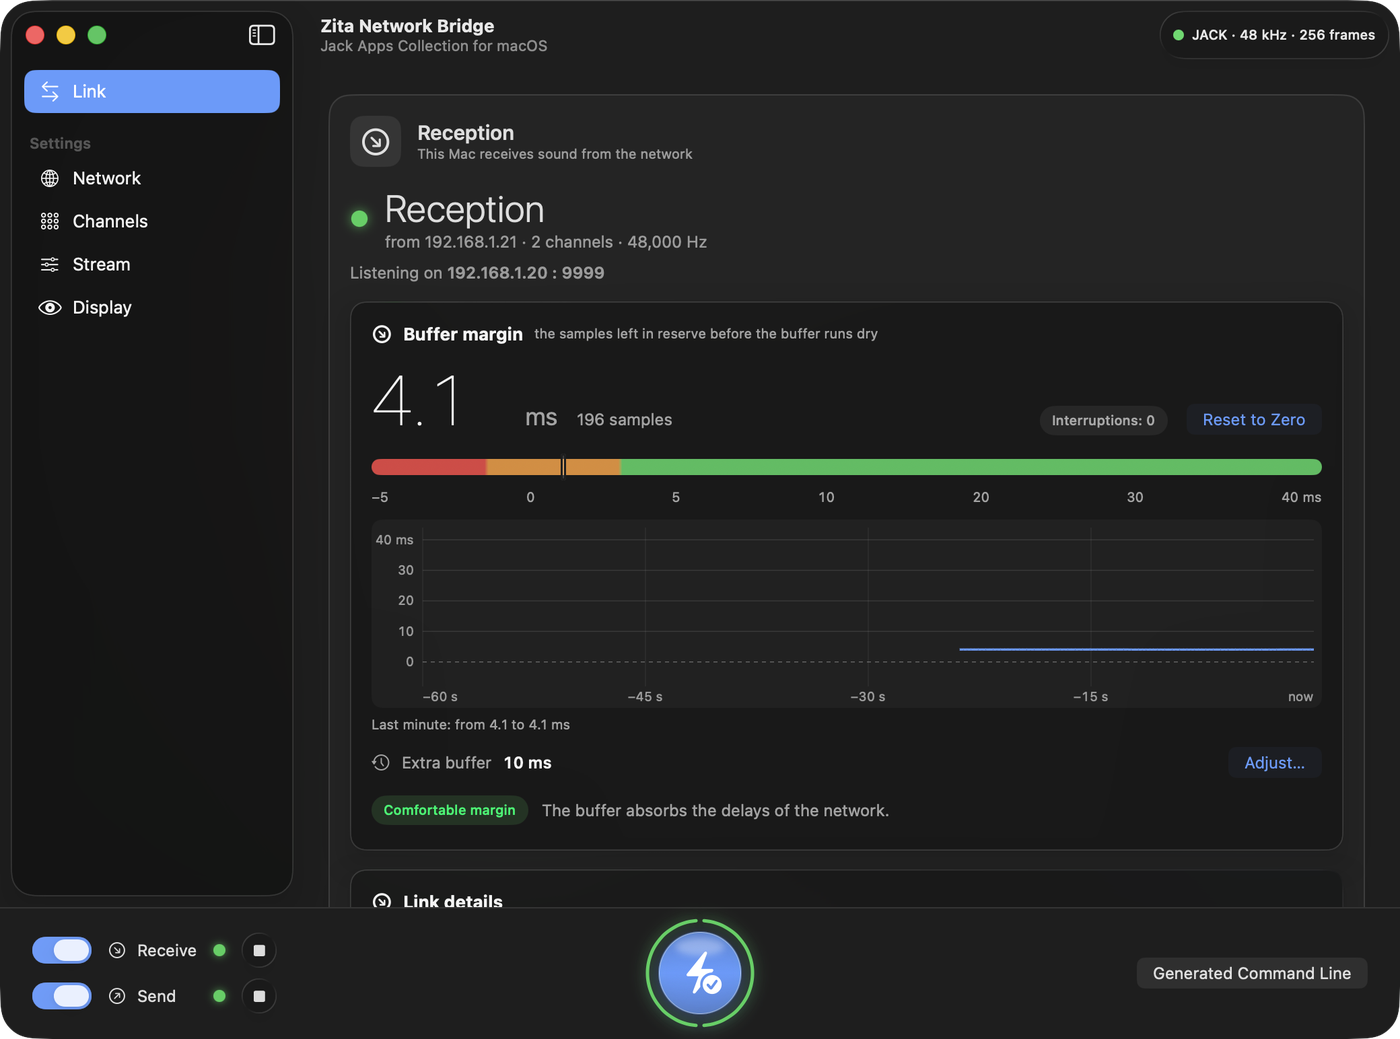 Zita Network Bridge
Jack Apps Collection for macOS
JACK · 48 kHz · 256 frames
Link
Settings
Network
Channels
Stream
Display
Reception
This Mac receives sound from the network
Reception
from 192.168.1.21 · 2 channels · 48,000 Hz
Listening on 192.168.1.20 : 9999
Buffer margin the samples left in reserve before the buffer runs dry
4.1 ms 196 samples
Interruptions: 0
Reset to Zero
−5 0 5 10 20 30 40 ms
40 ms
30
20
10
0
−60 s −45 s −30 s −15 s now
Last minute: from 4.1 to 4.1 ms
Extra buffer 10 ms
Adjust...
Comfortable margin The buffer absorbs the delays of the network.
Link details
Receive
Send
Generated Command Line